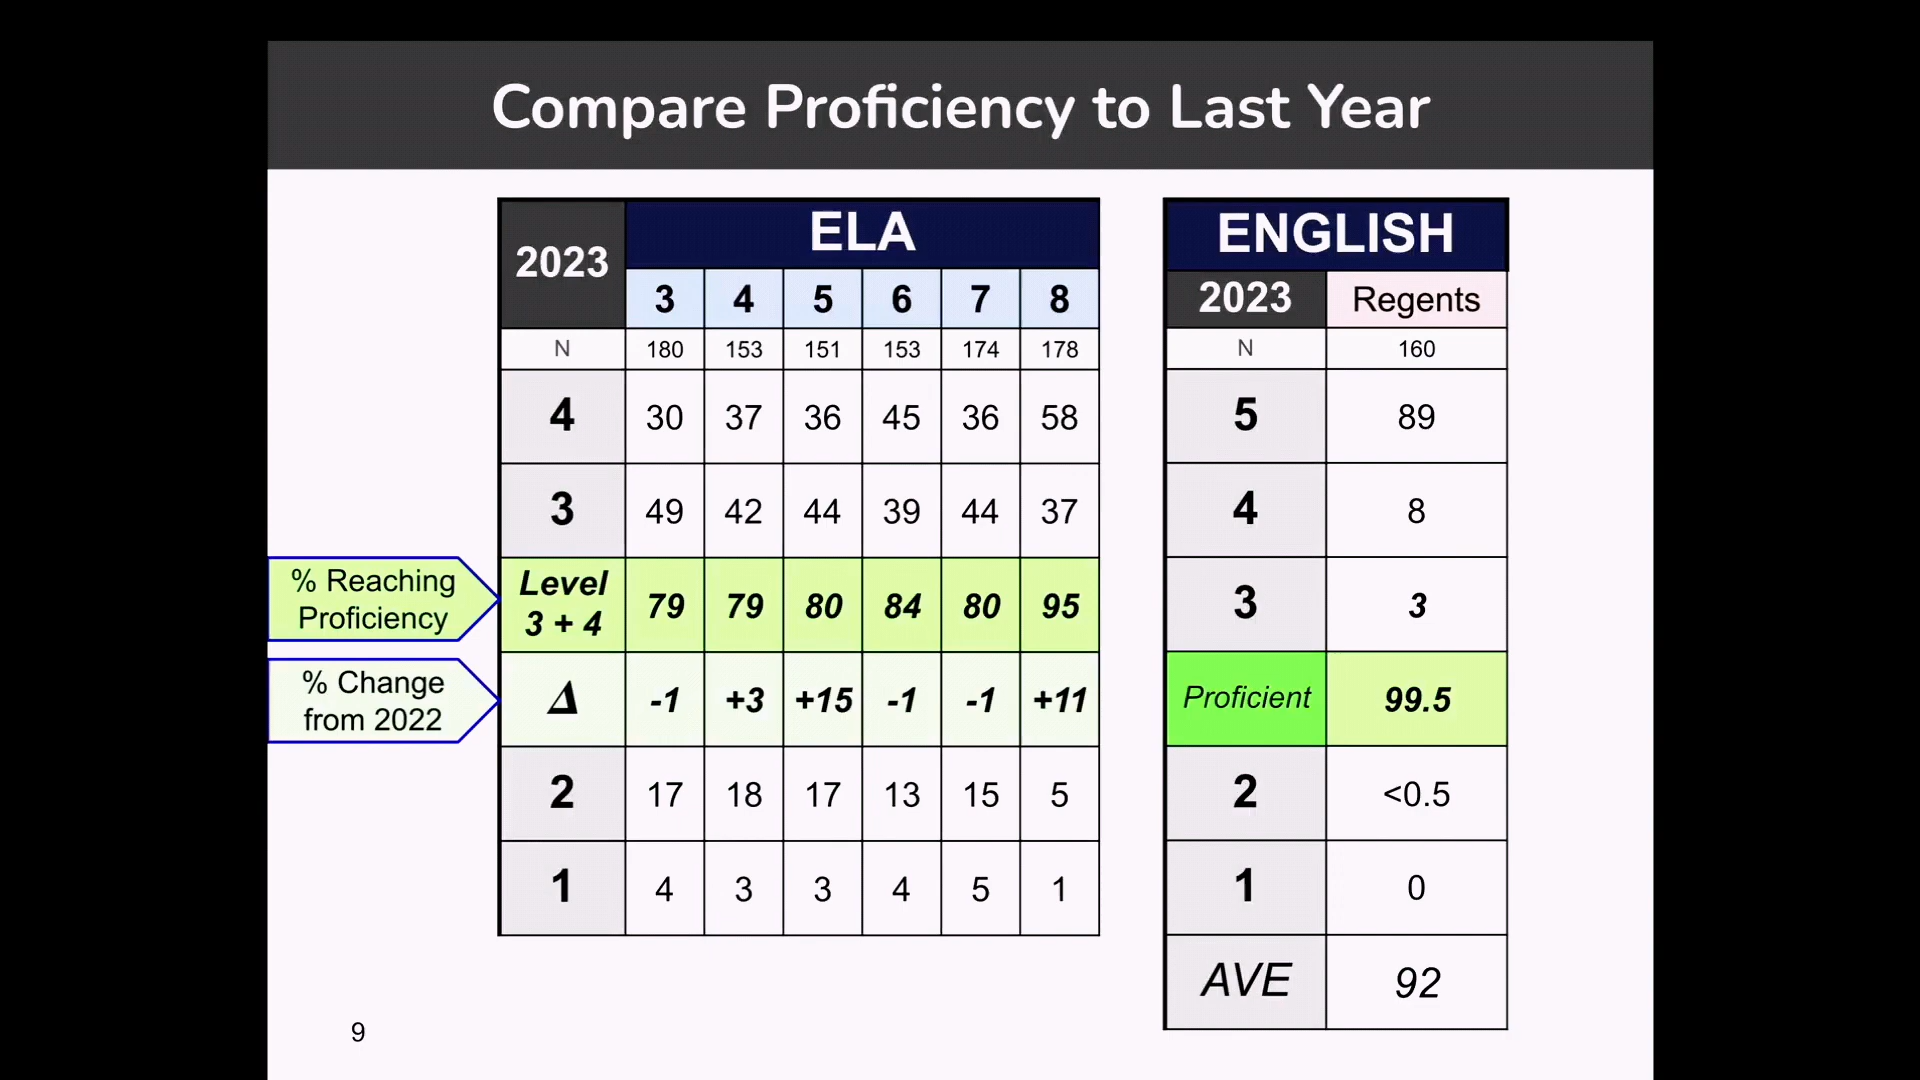 Compare Proficiency to Last Year
2023 ELA
3 4 5 6 7 8
N 180 153 151 153 174 178
4 30 37 36 45 36 58
3 49 42 44 39 44 37
% Reaching
Proficiency
Level
3 + 4
79 79 80 84 80 95
% Change
from 2022
Δ -1 +3 +15 -1 -1 +11
2 17 18 17 13 15 5
1 4 3 3 4 5 1
ENGLISH
2023 Regents
N 160
5 89
4 8
3 3
Proficient 99.5
2 <0.5
1 0
AVE 92
9